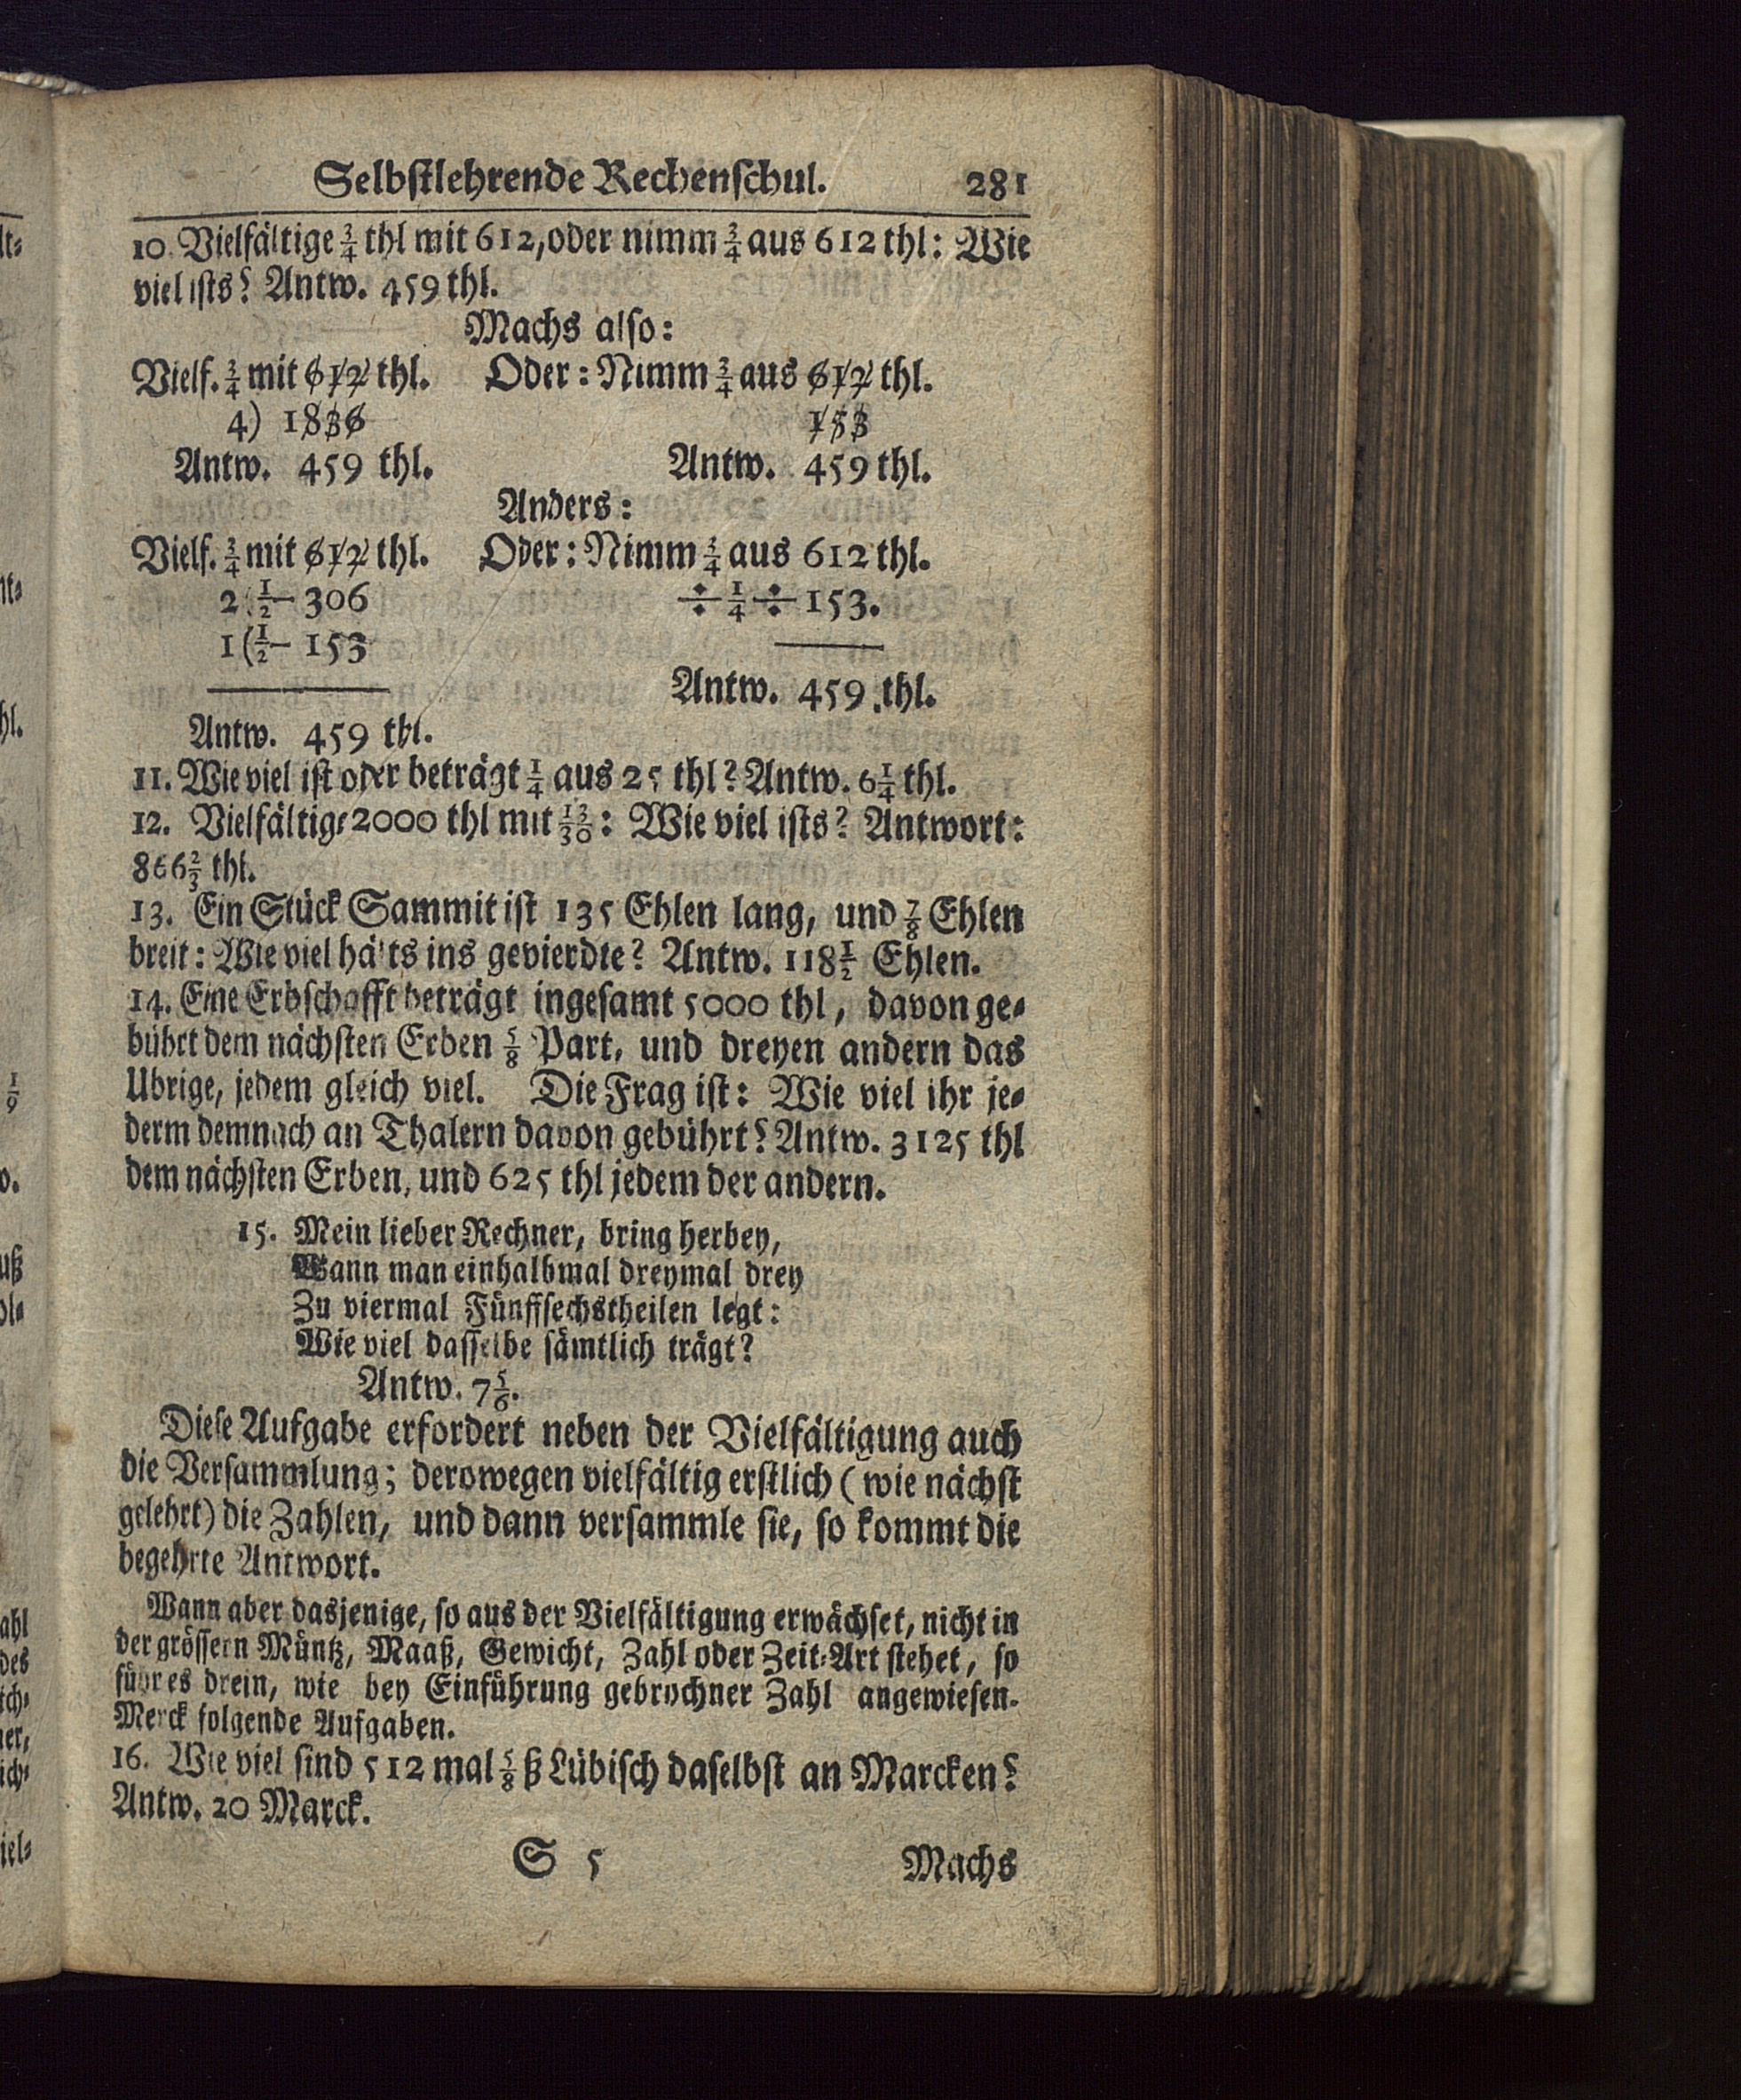 Selbstlehrende Rechenschul. 281
10. Vielfältige 3/4 thl mit 612, oder nimm 3/4 aus 612 thl: Wie
viel ists? Antw. 459 thl.
Machs also:
Vielf. 3/4 mit 612 thl. Oder: Nimm 3/4 aus 612 thl.
4) 1836 153
Antw. 459 thl. Antw. 459 thl.
Anders:
Vielf. 3/4 mit 612 thl. Oder: Nimm 3/4 aus 612 thl.
2(1/2— 306 ÷ 1/4 ÷ 153.
1(1/2— 153
Antw. 459 thl.
Antw. 459 thl.
11. Wie viel ist oder beträgt 1/4 aus 25 thl? Antw. 6 1/4 thl.
12. Vielfältige 2000 thl mit 13/30: Wie viel ists? Antwort:
866 2/3 thl.
13. Ein Stück Sammit ist 135 Ehlen lang, und 7/8 Ehlen
breit: Wie viel hälts ins gevierdte? Antw. 118 1/2 Ehlen.
14. Eine Erbschafft beträgt ingesamt 5000 thl, davon ge-
bührt dem nächsten Erben 5/8 Part, und dreyen andern das
Ubrige, jedem gleich viel. Die Frag ist: Wie viel ihr je-
derm demnach an Thalern davon gebührt? Antw. 3125 thl
dem nächsten Erben, und 625 thl jedem der andern.
15. Mein lieber Rechner, bring herbey,
Wann man einhalbmal dreymal drey
Zu viermal Fünffsechstheilen legt:
Wie viel dasselbe sämtlich trägt?
Antw. 7 5/6.
Diese Aufgabe erfordert neben der Vielfältigung auch
die Versammlung; derowegen vielfältig erstlich (wie nächst
gelehrt) die Zahlen, und dann versammle sie, so kommt die
begehrte Antwort.
Wann aber dasjenige, so aus der Vielfältigung erwächset, nicht in
der grössern Müntz, Maaß, Gewicht, Zahl oder Zeit-Art stehet, so
führ es drein, wie bey Einführung gebrochner Zahl angewiesen.
Merck folgende Aufgaben.
16. Wie viel sind 512 mal 5/8 ß Lübisch daselbst an Marcken?
Antw. 20 Marck.
S 5 Machs